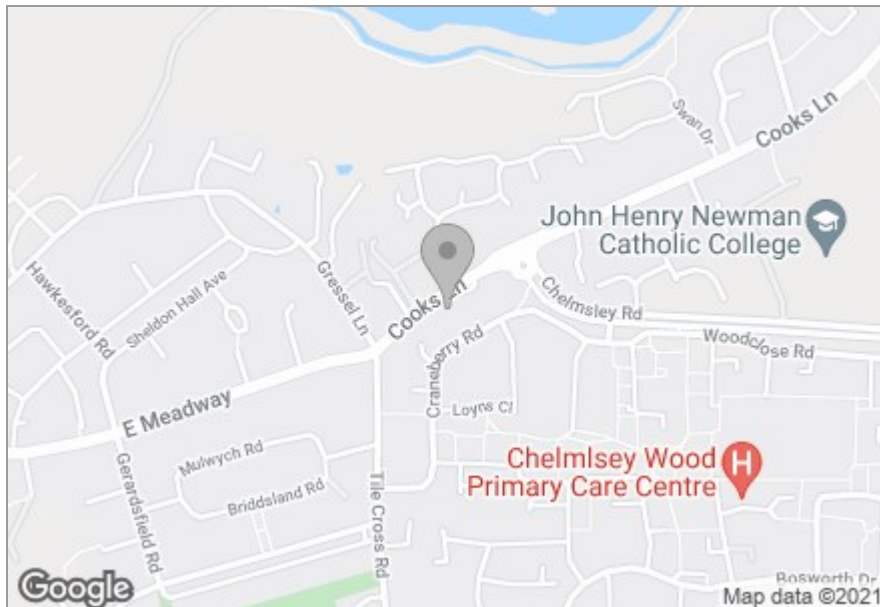 Swan Dr
Cooks Ln
John Henry Newman
Catholic College
Hawkesford Rd
Sheldon Hall Ave
Gressel Ln
Cooks Ln
Chelmsley Rd
Craneberry Rd
Woodclose Rd
E Meadway
Loyns Cl
Mulwych Rd
Chelmlsey Wood
Primary Care Centre
H
Gerardsfield Rd
Briddsland Rd
Tile Cross Rd
Bosworth Dr
Google
Map data ©2021